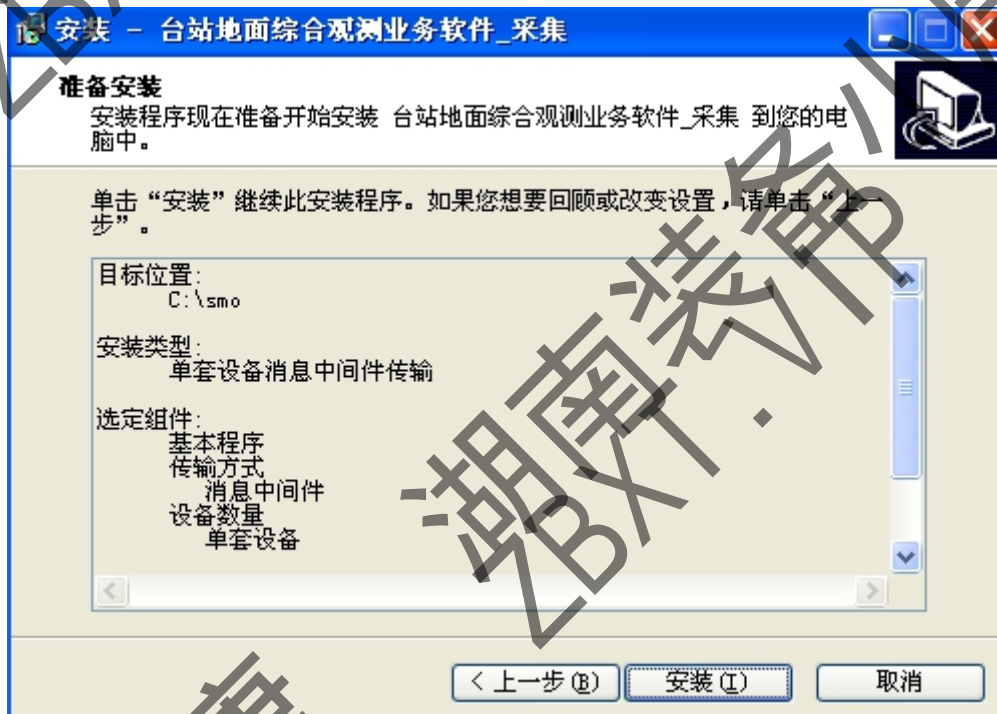 安装 - 台站地面综合观测业务软件_采集
准备安装
安装程序现在准备开始安装 台站地面综合观测业务软件_采集 到您的电
脑中。
单击“安装”继续此安装程序。如果您想要回顾或改变设置，请单击“上一
步”。
目标位置:
C:\smo
安装类型:
单套设备消息中间件传输
选定组件:
基本程序
传输方式
消息中间件
设备数量
单套设备
< 上一步(B)
安装(I)
取消
湖南装备
ZBXT.VIP